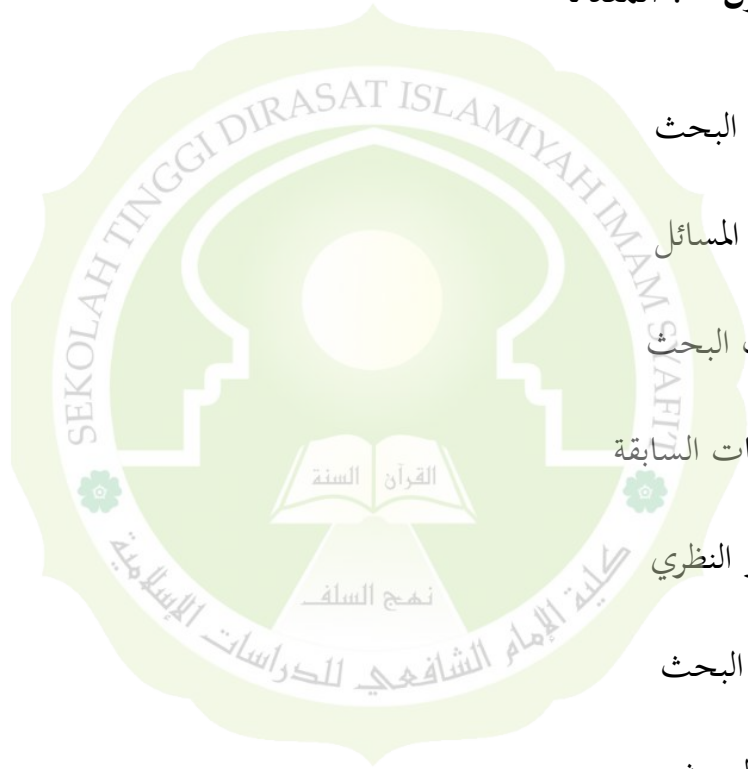 البحث
المسائل
البحث
السابقة
النظري
البحث
SEKOLAH TINGGI DIRASAT ISLAMIYAH IMAM SYAFI'I
القرآن السنة
نهج السلف
كلية الإمام الشافعي للدراسات الإسلامية